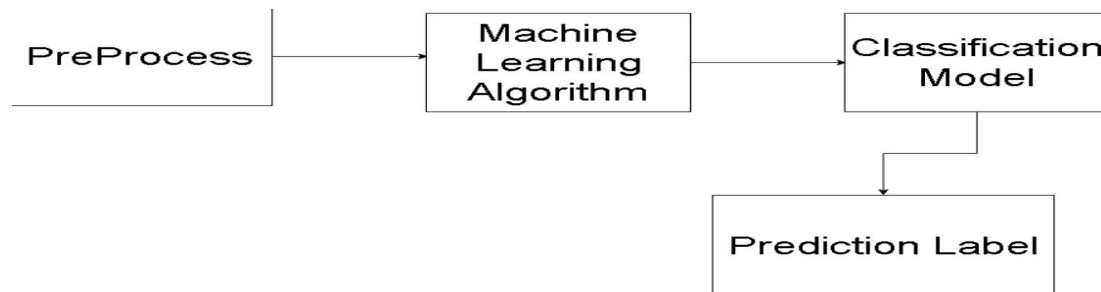 PreProcess
Machine
Learning
Algorithm
Classification
Model
Prediction Label